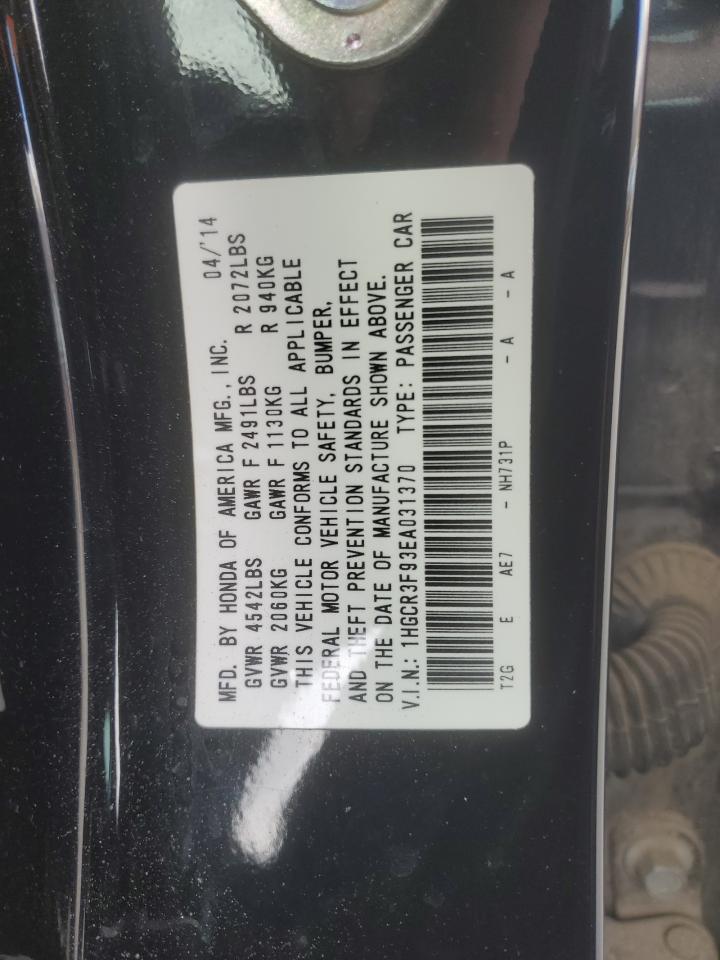 MFD. BY HONDA OF AMERICA MFG., INC. 04/'14
GVWR 4542LBS GAWR F 2491LBS R 2072LBS
GVWR 2060KG GAWR F 1130KG R 940KG
THIS VEHICLE CONFORMS TO ALL APPLICABLE
FEDERAL MOTOR VEHICLE SAFETY, BUMPER,
AND THEFT PREVENTION STANDARDS IN EFFECT
ON THE DATE OF MANUFACTURE SHOWN ABOVE.
V.I.N.: 1HGCR3F93EA031370 TYPE: PASSENGER CAR
T2G E AE7 - NH731P - A - A